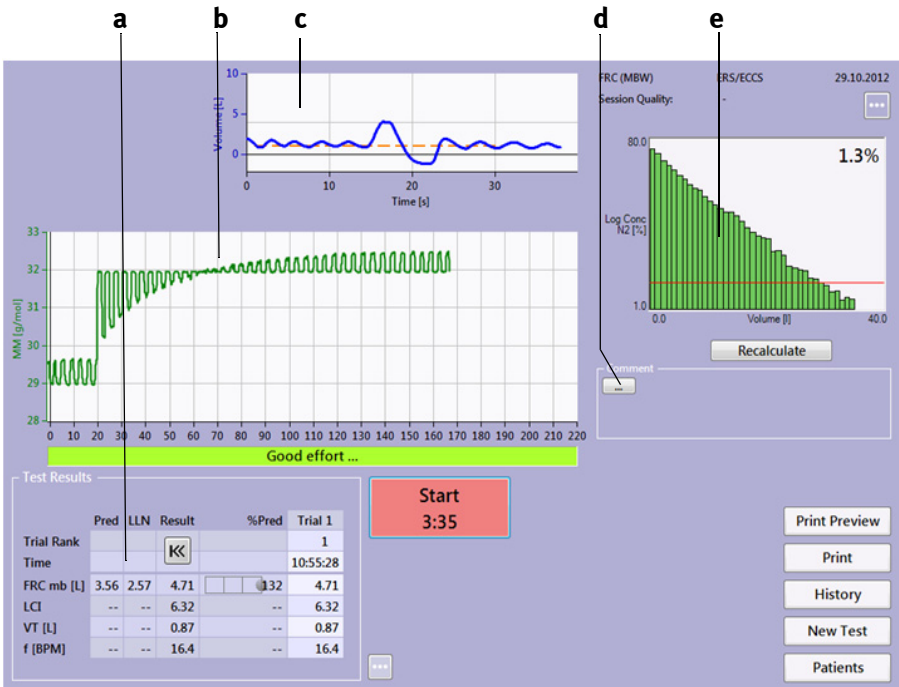 a b c d e
FRC (MBW) ERS/ECCS 29.10.2012
Session Quality: -
...
10
5
0
Volume [L]
0 10 20 30
Time [s]
80.0
1.3%
Log Conc
N2 [%]
1.0
0.0 Volume [l] 40.0
Recalculate
Comment
...
33
32
31
30
29
28
MM [g/mol]
0 10 20 30 40 50 60 70 80 90 100 110 120 130 140 150 160 170 180 190 200 210 220
Good effort ...
Test Results
Pred LLN Result %Pred Trial 1
Trial Rank 1
Time 10:55:28
FRC mb [L] 3.56 2.57 4.71 132 4.71
LCI -- -- 6.32 -- 6.32
VT [L] -- -- 0.87 -- 0.87
f [BPM] -- -- 16.4 -- 16.4
...
Start
3:35
Print Preview
Print
History
New Test
Patients